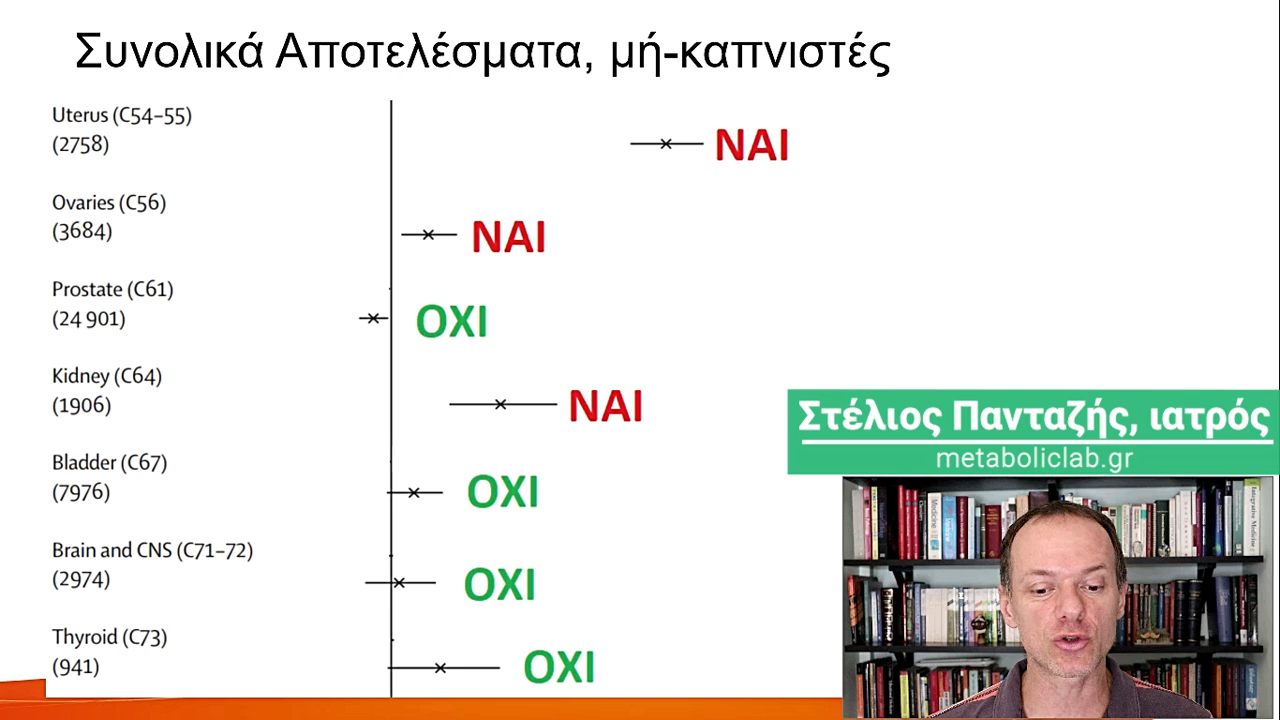 Συνολικά Αποτελέσματα, μή-καπνιστές
Uterus (C54–55)
(2758)
ΝΑΙ
Ovaries (C56)
(3684)
ΝΑΙ
Prostate (C61)
(24 901)
ΟΧΙ
Kidney (C64)
(1906)
ΝΑΙ
Bladder (C67)
(7976)
ΟΧΙ
Brain and CNS (C71–72)
(2974)
ΟΧΙ
Thyroid (C73)
(941)
ΟΧΙ
Στέλιος Πανταζής, ιατρός
metaboliclab.gr
Integrative Medicine